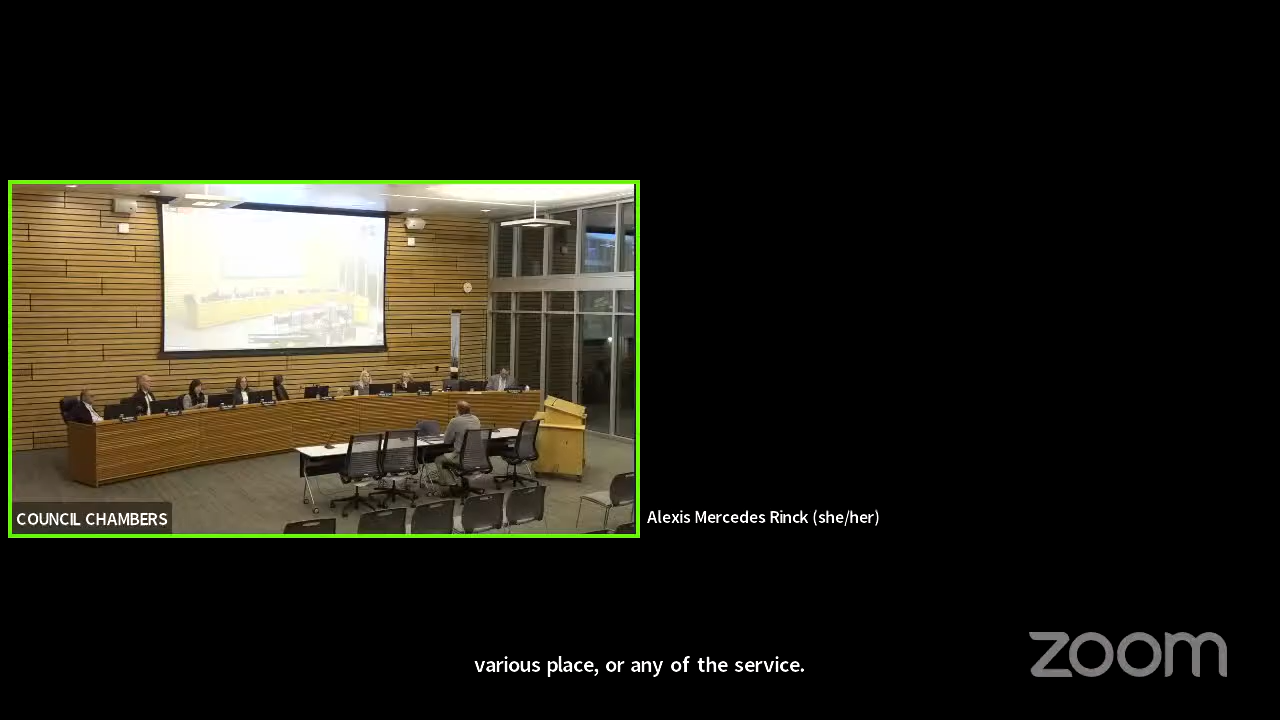 COUNCIL CHAMBERS
Alexis Mercedes Rinck (she/her)
various place, or any of the service.
zoom